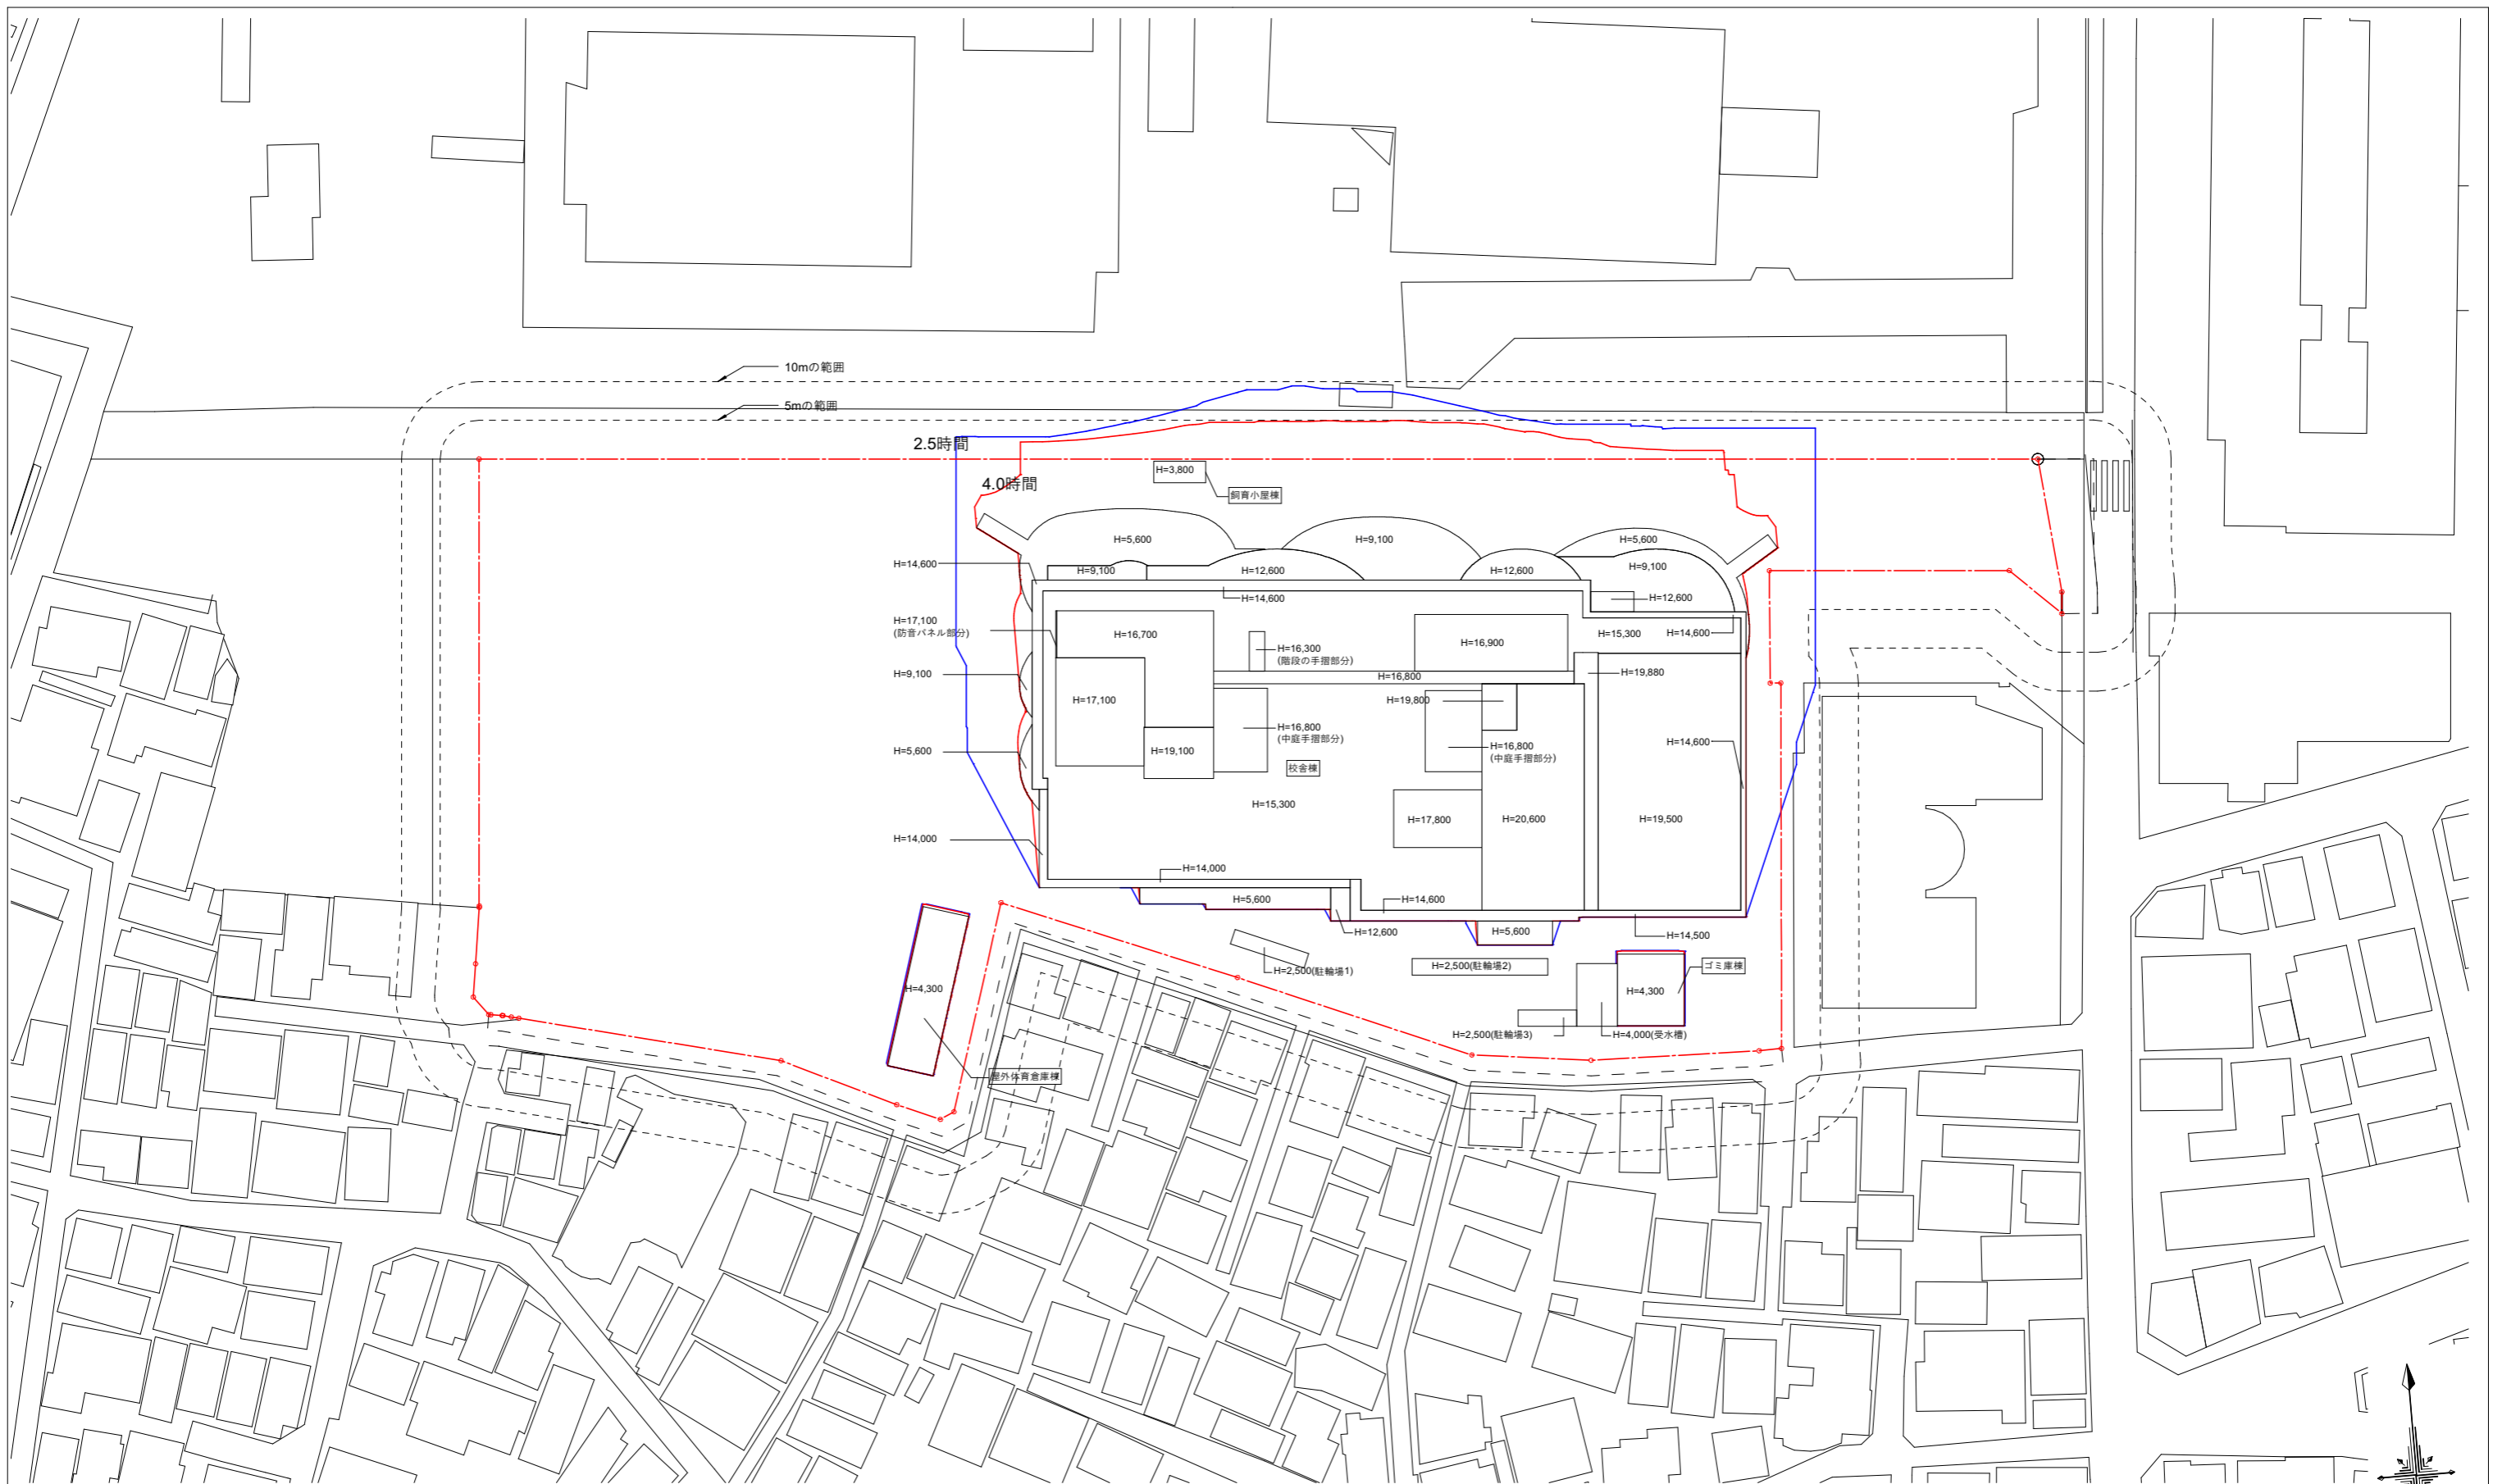 10mの範囲
5mの範囲
2.5時間
4.0時間
H=3,800
飼育小屋棟
H=5,600
H=9,100
H=5,600
H=14,600
H=9,100
H=12,600
H=12,600
H=9,100
H=14,600
H=12,600
H=17,100
(防音パネル部分)
H=16,700
H=16,300
(階段の手摺部分)
H=16,900
H=15,300
H=14,600
H=9,100
H=16,800
H=19,880
H=17,100
H=19,800
H=16,800
(中庭手摺部分)
H=5,600
H=19,100
H=16,800
(中庭手摺部分)
H=14,600
校舎棟
H=15,300
H=17,800
H=20,600
H=19,500
H=14,000
H=14,000
H=5,600
H=14,600
H=12,600
H=5,600
H=14,500
H=2,500(駐輪場1)
H=2,500(駐輪場2)
ゴミ庫棟
H=4,300
H=4,300
H=2,500(駐輪場3)
H=4,000(受水槽)
屋外体育倉庫棟